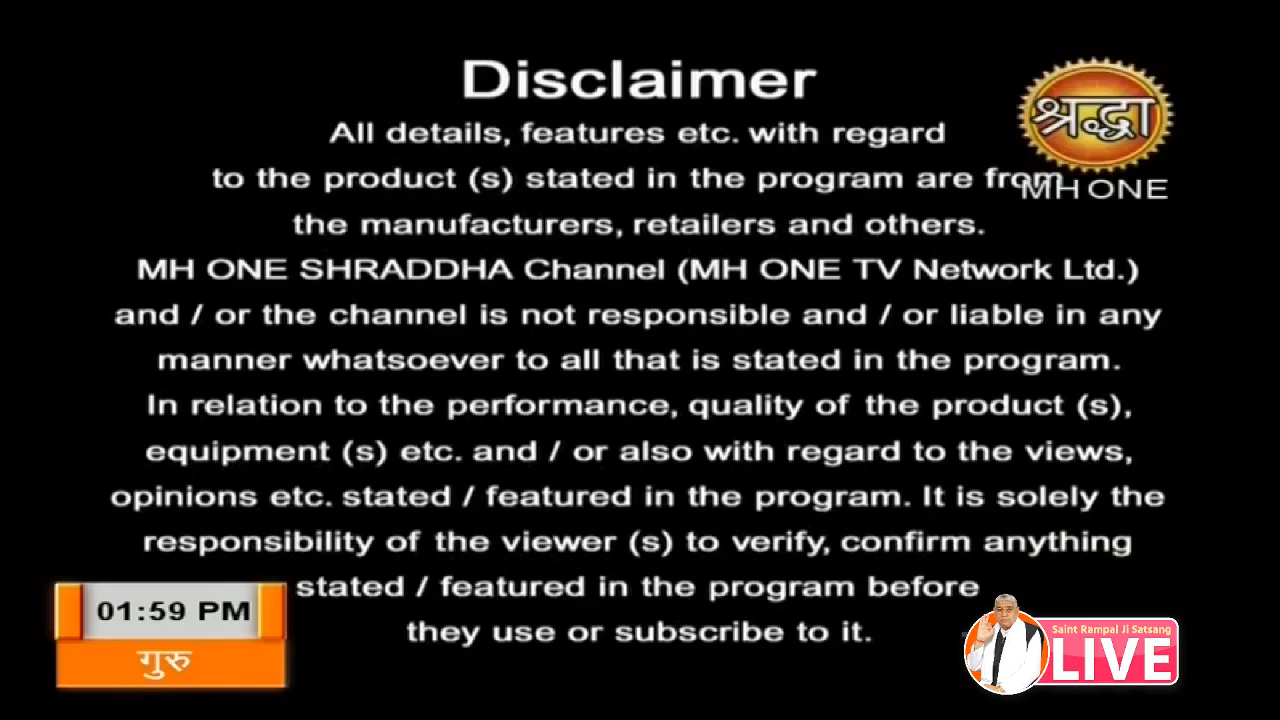 Disclaimer
All details, features etc. with regard
to the product (s) stated in the program are from
the manufacturers, retailers and others.
MH ONE SHRADDHA Channel (MH ONE TV Network Ltd.)
and / or the channel is not responsible and / or liable in any
manner whatsoever to all that is stated in the program.
In relation to the performance, quality of the product (s),
equipment (s) etc. and / or also with regard to the views,
opinions etc. stated / featured in the program. It is solely the
responsibility of the viewer (s) to verify, confirm anything
stated / featured in the program before
they use or subscribe to it.
श्रद्धा
MH ONE
01:59 PM
गुरु
Saint Rampal Ji Satsang
LIVE